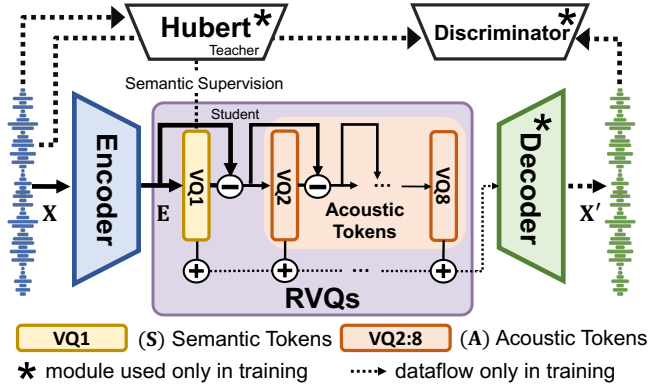 Hubert*
Teacher
Discriminator*
Semantic Supervision
Student
Encoder
*Decoder
X
E
X′
VQ1
VQ2
...
VQ8
Acoustic
Tokens
...
RVQs
VQ1 (S) Semantic Tokens VQ2:8 (A) Acoustic Tokens
* module used only in training dataflow only in training